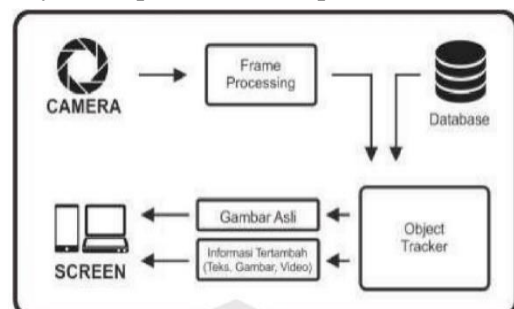 CAMERA
Frame
Processing
Database
Gambar Asli
Informasi Tertambah
(Teks, Gambar, Video)
Object
Tracker
SCREEN